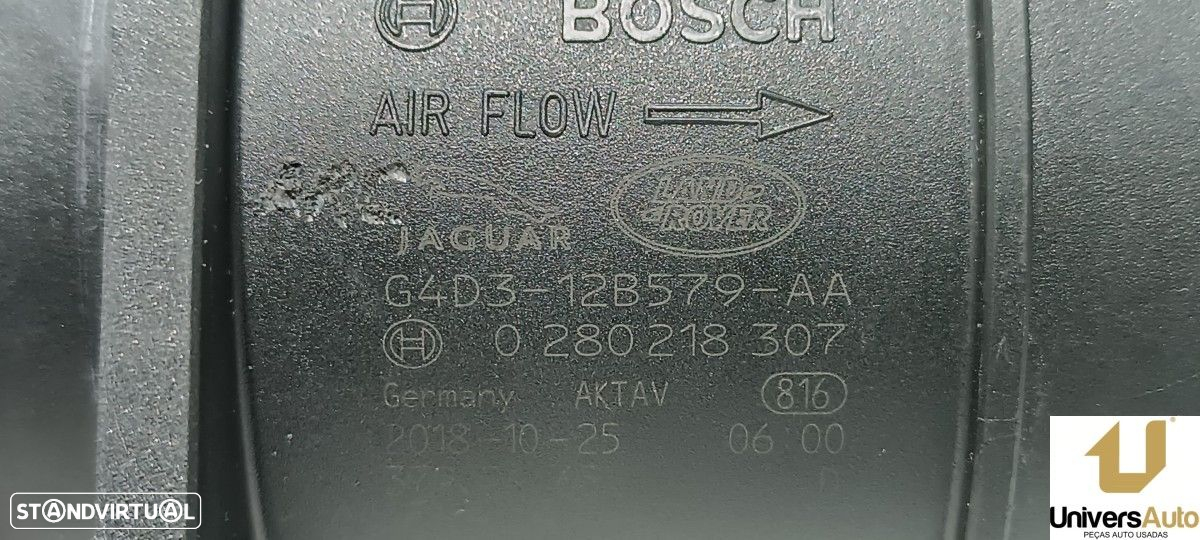 BOSCH
AIR FLOW
JAGUAR
LAND
ROVER
G4D3-12B579-AA
0 280 218 307
Germany AKTAV 816
2018-10-25 06 00
STANDVIRTUAL
UniversAuto
PEÇAS AUTO USADAS